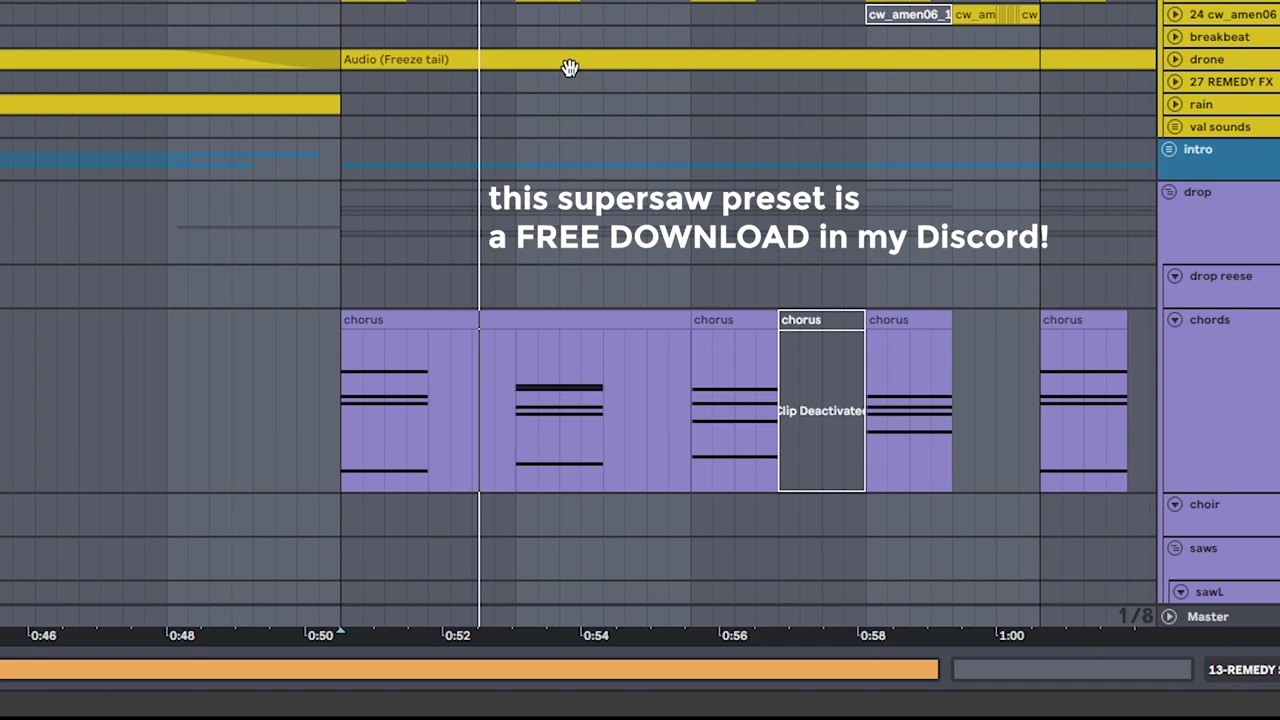 cw_amen06_1
cw_am
cw
24 cw_amen06
breakbeat
Audio (Freeze tail)
drone
27 REMEDY FX
rain
val sounds
intro
this supersaw preset is
a FREE DOWNLOAD in my Discord!
drop
drop reese
chorus
chorus
chorus
chorus
chorus
chords
Clip Deactivated
choir
saws
sawL
1/8
Master
0:46
0:48
0:50
0:52
0:54
0:56
0:58
1:00
13-REMEDY